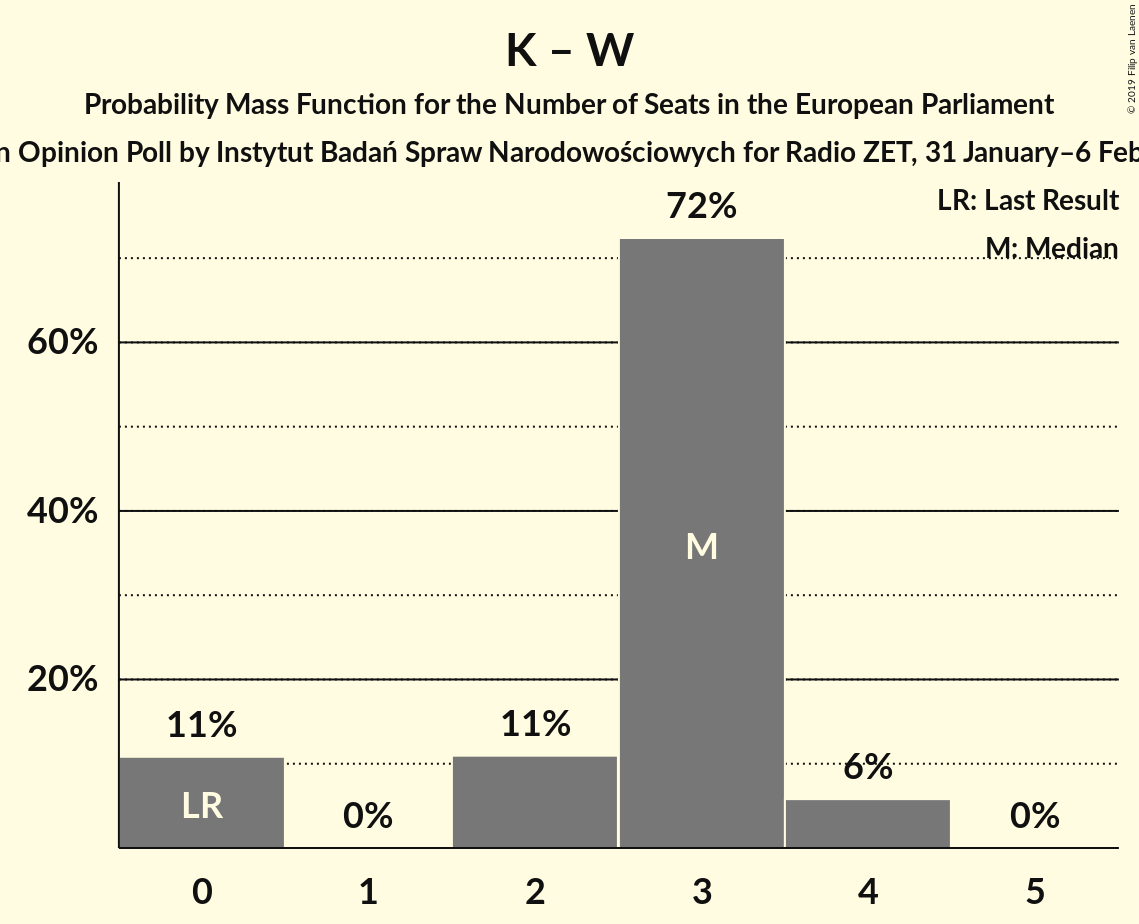 K – W
Probability Mass Function for the Number of Seats in the European Parliament
n Opinion Poll by Instytut Badań Spraw Narodowościowych for Radio ZET, 31 January–6 Feb
© 2019 Filip van Laenen
LR: Last Result
M: Median
72%
60%
40%
M
20%
11%
11%
6%
LR
0%
0%
0 1 2 3 4 5